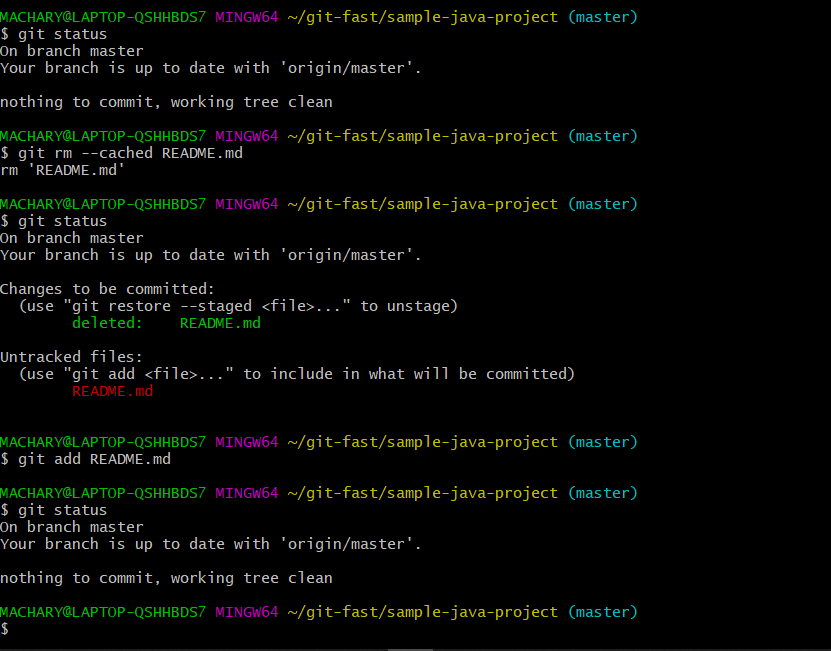 MACHARY@LAPTOP-QSHHBDS7 MINGW64 ~/git-fast/sample-java-project (master)
$ git status
On branch master
Your branch is up to date with 'origin/master'.
nothing to commit, working tree clean
MACHARY@LAPTOP-QSHHBDS7 MINGW64 ~/git-fast/sample-java-project (master)
$ git rm --cached README.md
rm 'README.md'
MACHARY@LAPTOP-QSHHBDS7 MINGW64 ~/git-fast/sample-java-project (master)
$ git status
On branch master
Your branch is up to date with 'origin/master'.
Changes to be committed:
  (use "git restore --staged <file>..." to unstage)
        deleted:    README.md
Untracked files:
  (use "git add <file>..." to include in what will be committed)
        README.md
MACHARY@LAPTOP-QSHHBDS7 MINGW64 ~/git-fast/sample-java-project (master)
$ git add README.md
MACHARY@LAPTOP-QSHHBDS7 MINGW64 ~/git-fast/sample-java-project (master)
$ git status
On branch master
Your branch is up to date with 'origin/master'.
nothing to commit, working tree clean
MACHARY@LAPTOP-QSHHBDS7 MINGW64 ~/git-fast/sample-java-project (master)
$